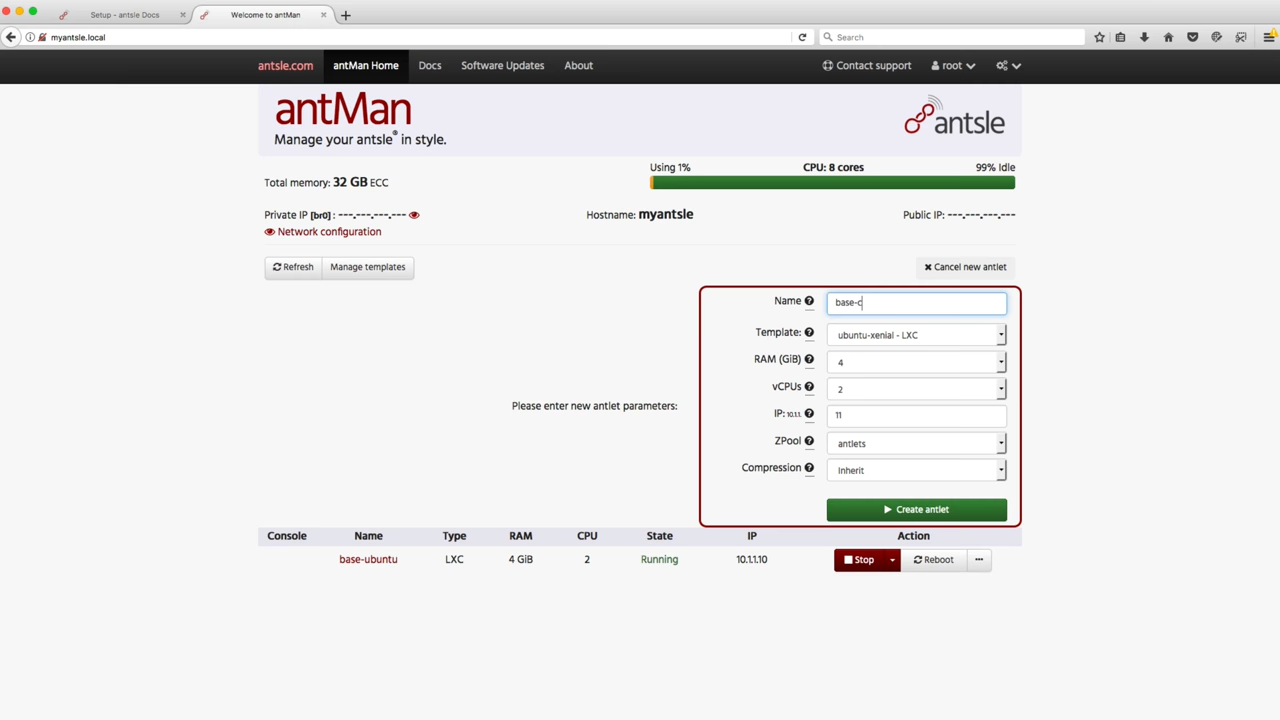 Setup - antsle Docs
Welcome to antMan
myantsle.local
Search
antsle.com antMan Home Docs Software Updates About Contact support root
antMan
Manage your antsle® in style.
antsle
Using 1% CPU: 8 cores 99% Idle
Total memory: 32 GB ECC
Private IP [br0] : ---.---.---.--- Hostname: myantsle Public IP: ---.---.---.---
Network configuration
Refresh Manage templates Cancel new antlet
Name ? base-c
Template: ? ubuntu-xenial - LXC
RAM (GiB) ? 4
vCPUs ? 2
Please enter new antlet parameters:
IP: 10.1.1. ? 11
ZPool ? antlets
Compression ? Inherit
Create antlet
Console Name Type RAM CPU State IP Action
base-ubuntu LXC 4 GiB 2 Running 10.1.1.10 Stop Reboot ...